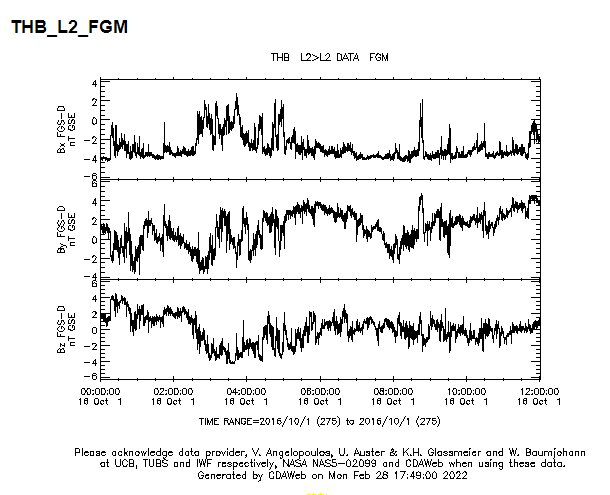 THB_L2_FGM
THB L2>L2 DATA FGM
Bx FGS-D
nT GSE
4
2
0
-2
-4
-6
By FGS-D
nT GSE
6
4
2
0
-2
-4
Bz FGS-D
nT GSE
6
4
2
0
-2
-4
-6
00:00:00 02:00:00 04:00:00 06:00:00 08:00:00 10:00:00 12:00:00
16 Oct 1 16 Oct 1 16 Oct 1 16 Oct 1 16 Oct 1 16 Oct 1 16 Oct 1
TIME RANGE=2016/10/1 (275) to 2016/10/1 (275)
Please acknowledge data provider, V. Angelopoulos, U. Auster & K.H. Glassmeier and W. Baumjohann
at UCB, TUBS and IWF respectively, NASA NAS5-02099 and CDAWeb when using these data.
Generated by CDAWeb on Mon Feb 28 17:49:00 2022